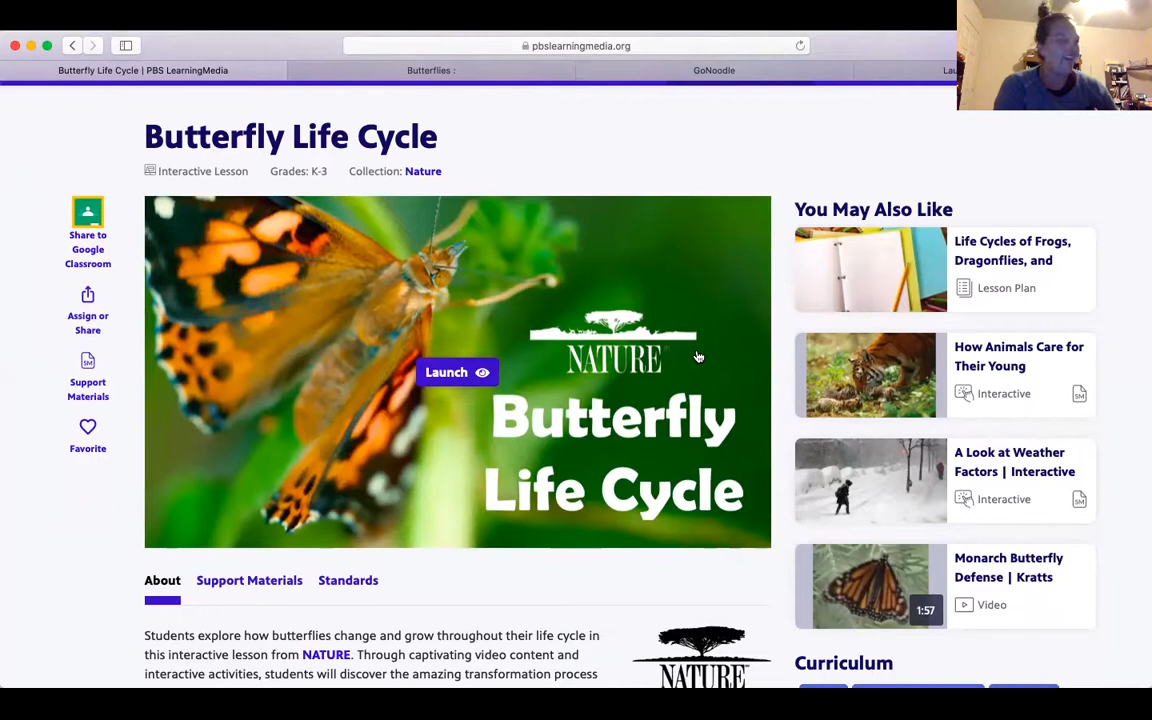 pbslearningmedia.org
Butterfly Life Cycle | PBS LearningMedia
Butterflies :
GoNoodle
Butterfly Life Cycle
Interactive Lesson
Grades: K-3
Collection: Nature
Share to
Google
Classroom
Assign or
Share
SM
Support
Materials
Favorite
Launch
NATURE
Butterfly
Life Cycle
You May Also Like
Life Cycles of Frogs,
Dragonflies, and
Lesson Plan
How Animals Care for
Their Young
Interactive
SM
A Look at Weather
Factors | Interactive
Interactive
SM
Monarch Butterfly
Defense | Kratts
1:57
Video
Curriculum
About
Support Materials
Standards
Students explore how butterflies change and grow throughout their life cycle in
this interactive lesson from NATURE. Through captivating video content and
interactive activities, students will discover the amazing transformation process
NATURE